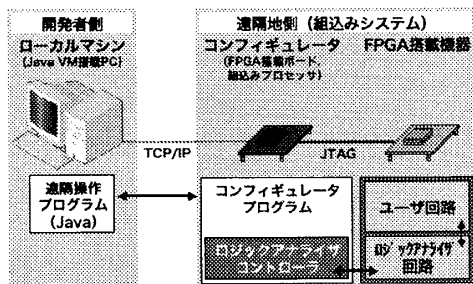 開発者側
ローカルマシン
(Java VM搭載PC)
遠隔地側（組込みシステム）
コンフィギュレータ
(FPGA搭載ボード、
組込みプロセッサ)
FPGA搭載機器
TCP/IP
JTAG
遠隔操作
プログラム
(Java)
コンフィギュレータ
プログラム
ロジックアナライザ
コントローラ
ユーザ回路
ロジックアナライザ
回路